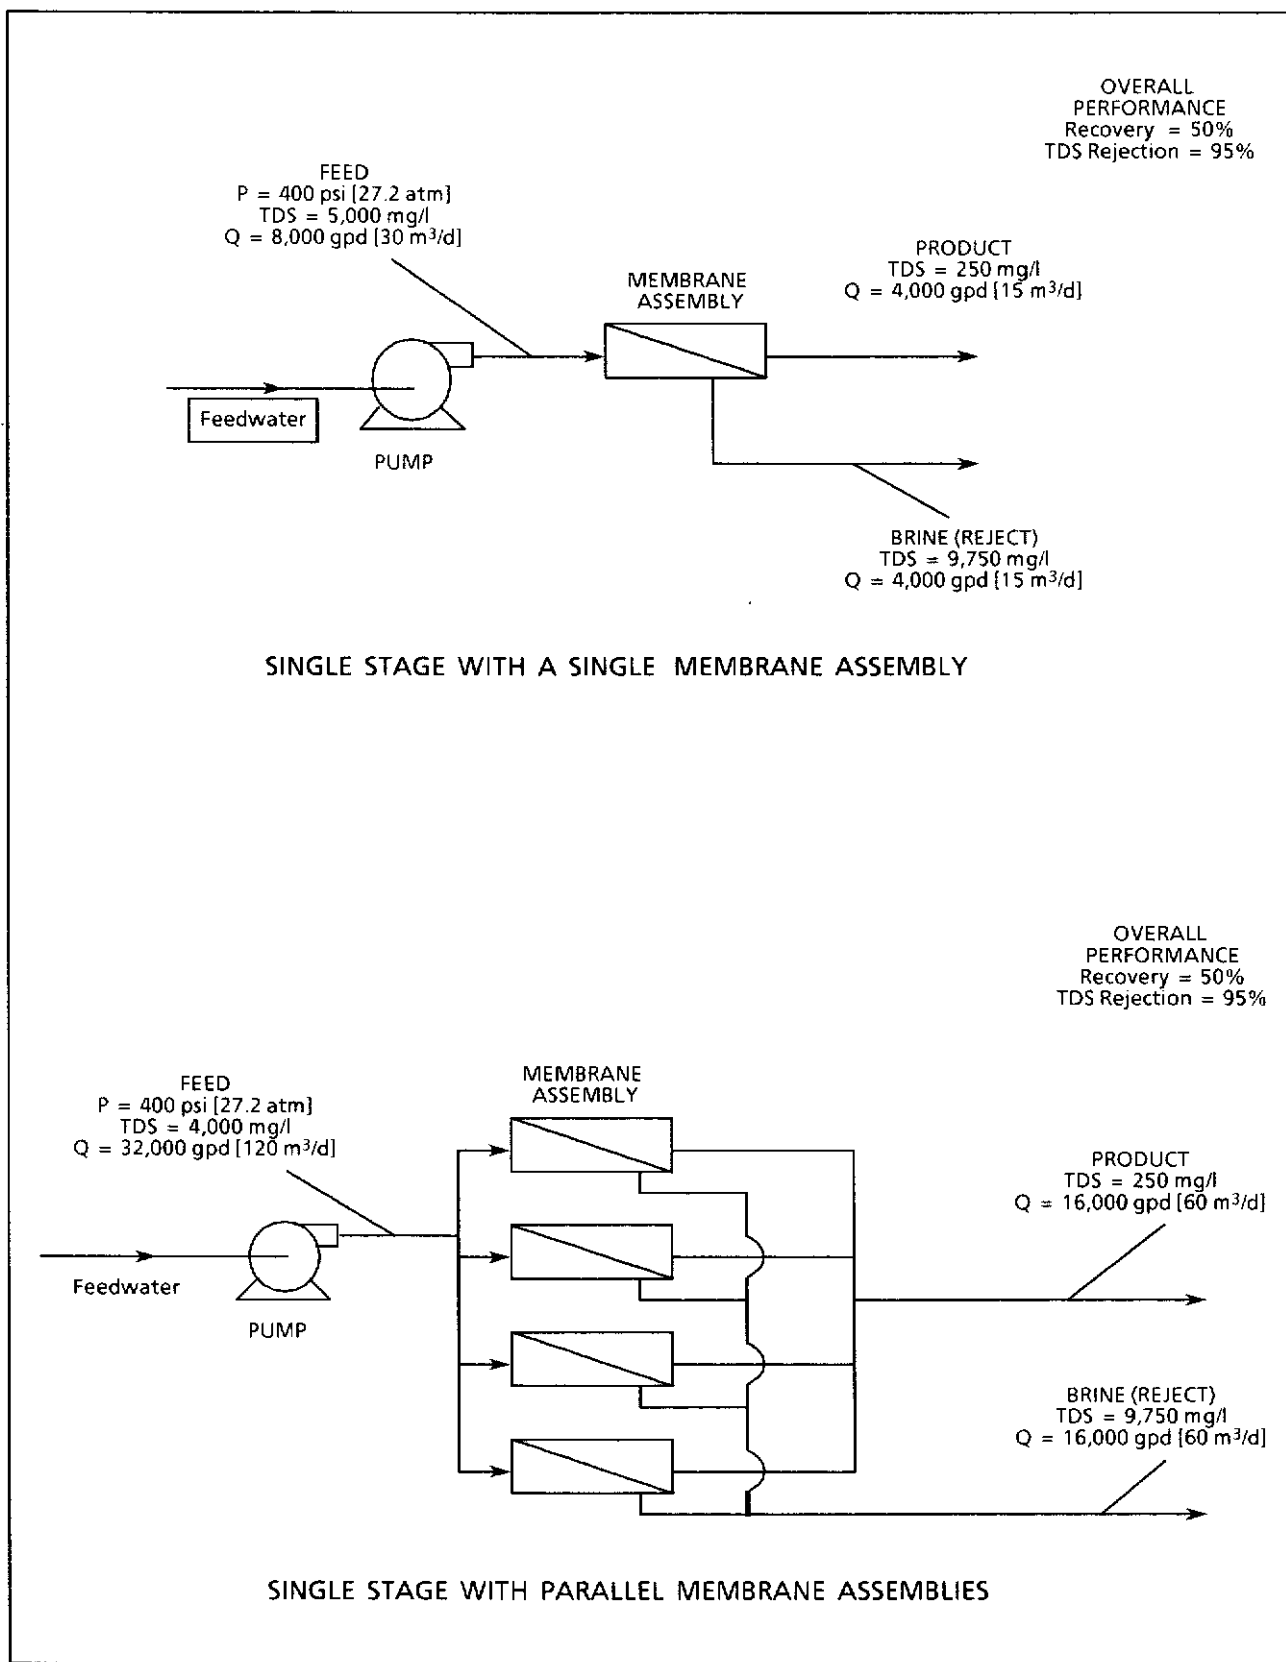 OVERALL
PERFORMANCE
Recovery = 50%
TDS Rejection = 95%
FEED
P = 400 psi [27.2 atm]
TDS = 5,000 mg/l
Q = 8,000 gpd [30 m³/d]
PRODUCT
TDS = 250 mg/l
Q = 4,000 gpd [15 m³/d]
MEMBRANE
ASSEMBLY
Feedwater
PUMP
BRINE (REJECT)
TDS = 9,750 mg/l
Q = 4,000 gpd [15 m³/d]
SINGLE STAGE WITH A SINGLE MEMBRANE ASSEMBLY
OVERALL
PERFORMANCE
Recovery = 50%
TDS Rejection = 95%
FEED
P = 400 psi [27.2 atm]
TDS = 4,000 mg/l
Q = 32,000 gpd [120 m³/d]
MEMBRANE
ASSEMBLY
PRODUCT
TDS = 250 mg/l
Q = 16,000 gpd [60 m³/d]
Feedwater
PUMP
BRINE (REJECT)
TDS = 9,750 mg/l
Q = 16,000 gpd [60 m³/d]
SINGLE STAGE WITH PARALLEL MEMBRANE ASSEMBLIES